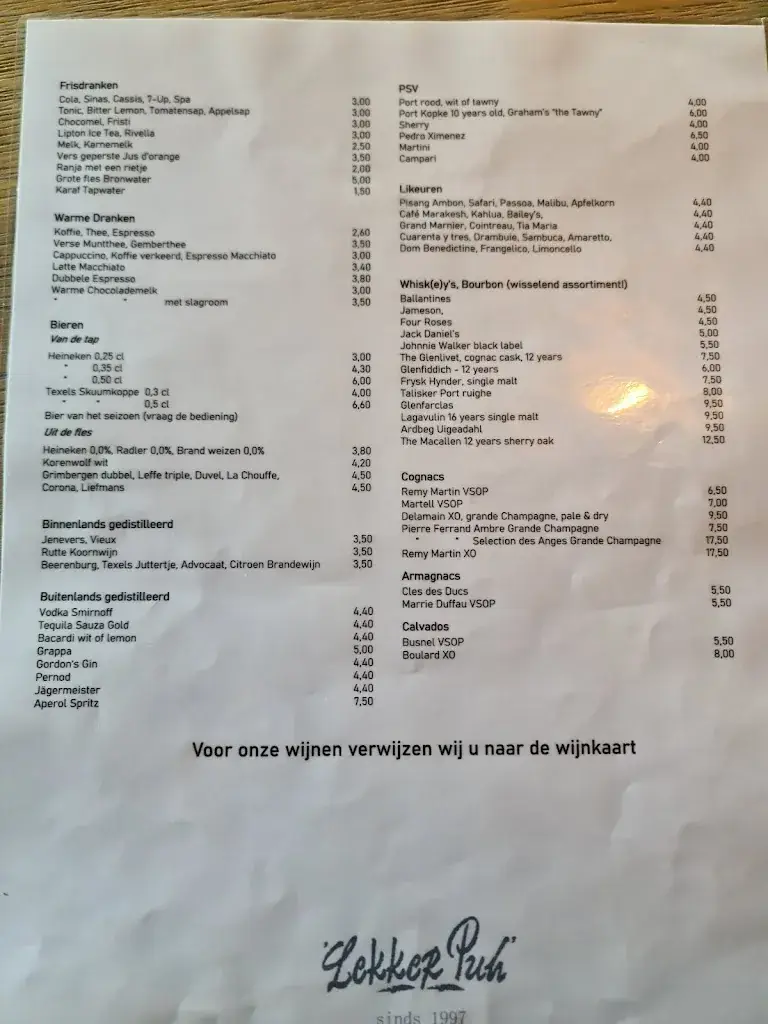 Frisdranken
Cola, Sinas, Cassis, 7-Up, Spa 3,00
Tonic, Bitter Lemon, Tomatensap, Appelsap 3,00
Chocomel, Fristi 3,00
Lipton Ice Tea, Rivella 3,00
Melk, Karnemelk 2,50
Vers geperste Jus d'orange 3,50
Ranja met een rietje 2,00
Grote fles Bronwater 5,00
Karaf Tapwater 1,50
Warme Dranken
Koffie, Thee, Espresso 2,60
Verse Muntthee, Gemberthee 3,50
Cappuccino, Koffie verkeerd, Espresso Macchiato 3,00
Latte Macchiato 3,40
Dubbele Espresso 3,80
Warme Chocolademelk 3,00
" " met slagroom 3,50
Bieren
Van de tap
Heineken 0,25 cl 3,00
" 0,35 cl 4,30
" 0,50 cl 6,00
Texels Skuumkoppe 0,3 cl 4,00
" " 0,5 cl 6,60
Bier van het seizoen (vraag de bediening)
Uit de fles
Heineken 0,0%, Radler 0,0%, Brand weizen 0,0% 3,80
Korenwolf wit 4,20
Grimbergen dubbel, Leffe triple, Duvel, La Chouffe, 4,50
Corona, Liefmans 4,50
Binnenlands gedistilleerd
Jenevers, Vieux 3,50
Rutte Koornwijn 3,50
Beerenburg, Texels Juttertje, Advocaat, Citroen Brandewijn 3,50
Buitenlands gedistilleerd
Vodka Smirnoff 4,40
Tequila Sauza Gold 4,40
Bacardi wit of lemon 4,40
Grappa 5,00
Gordon's Gin 4,40
Pernod 4,40
Jägermeister 4,40
Aperol Spritz 7,50
PSV
Port rood, wit of tawny 4,00
Port Kopke 10 years old, Graham's "the Tawny" 6,00
Sherry 4,00
Pedro Ximenez 6,50
Martini 4,00
Campari 4,00
Likeuren
Pisang Ambon, Safari, Passoa, Malibu, Apfelkorn 4,40
Café Marakesh, Kahlua, Bailey's, 4,40
Grand Marnier, Cointreau, Tia Maria 4,40
Cuarenta y tres, Drambuie, Sambuca, Amaretto, 4,40
Dom Benedictine, Frangelico, Limoncello 4,40
Whisk(e)y's, Bourbon (wisselend assortiment!)
Ballantines 4,50
Jameson, 4,50
Four Roses 4,50
Jack Daniel's 5,00
Johnnie Walker black label 5,50
The Glenlivet, cognac cask, 12 years 7,50
Glenfiddich - 12 years 6,00
Frysk Hynder, single malt 7,50
Talisker Port ruighe 8,00
Glenfarclas 9,50
Lagavulin 16 years single malt 9,50
Ardbeg Uigeadahl 9,50
The Macallen 12 years sherry oak 12,50
Cognacs
Remy Martin VSOP 6,50
Martell VSOP 7,00
Delamain XO, grande Champagne, pale & dry 9,50
Pierre Ferrand Ambre Grande Champagne 7,50
" " Selection des Anges Grande Champagne 17,50
Remy Martin XO 17,50
Armagnacs
Cles des Ducs 5,50
Marrie Duffau VSOP 5,50
Calvados
Busnel VSOP 5,50
Boulard XO 8,00
Voor onze wijnen verwijzen wij u naar de wijnkaart
'Lekker Puh'
sinds 1997